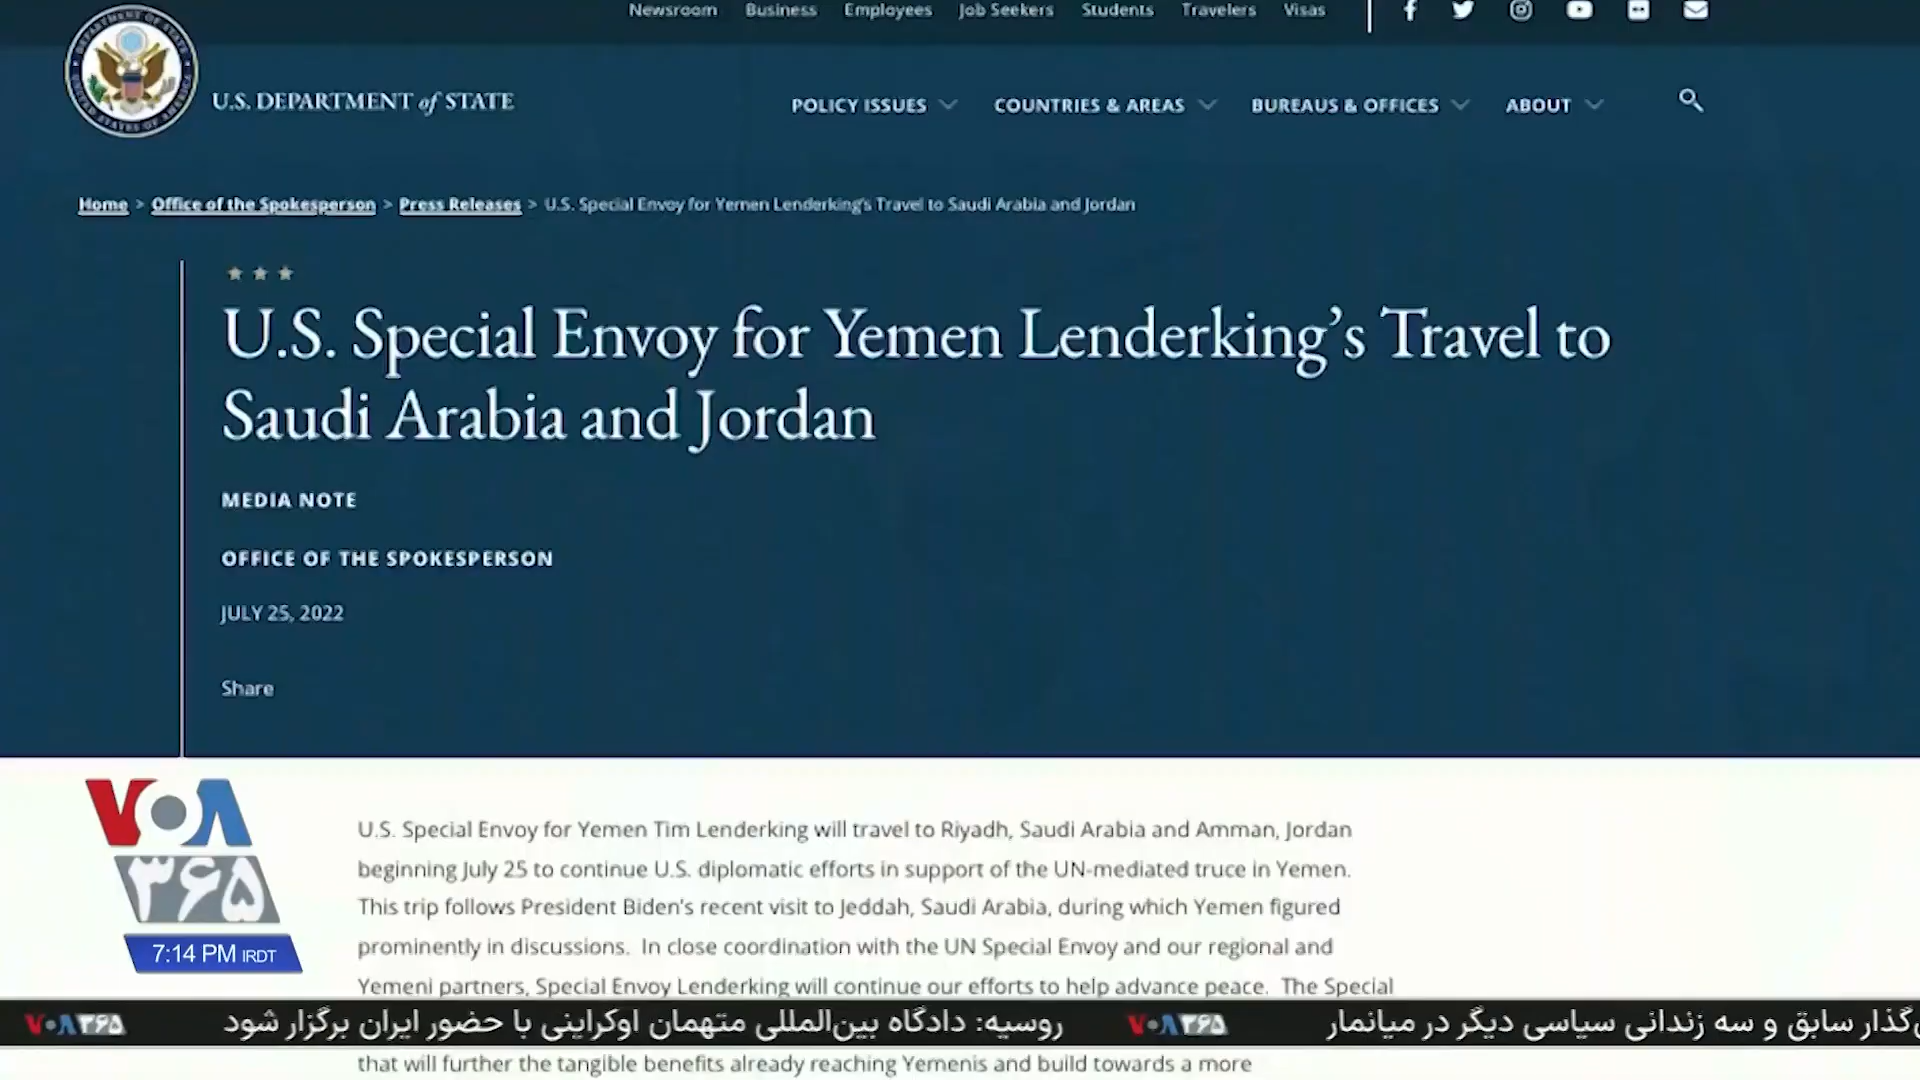 Newsroom Business Employees Job Seekers Students Travelers Visas
U.S. DEPARTMENT of STATE
POLICY ISSUES COUNTRIES & AREAS BUREAUS & OFFICES ABOUT
Home > Office of the Spokesperson > Press Releases > U.S. Special Envoy for Yemen Lenderking's Travel to Saudi Arabia and Jordan
U.S. Special Envoy for Yemen Lenderking’s Travel to
Saudi Arabia and Jordan
MEDIA NOTE
OFFICE OF THE SPOKESPERSON
JULY 25, 2022
Share
U.S. Special Envoy for Yemen Tim Lenderking will travel to Riyadh, Saudi Arabia and Amman, Jordan
beginning July 25 to continue U.S. diplomatic efforts in support of the UN-mediated truce in Yemen.
This trip follows President Biden's recent visit to Jeddah, Saudi Arabia, during which Yemen figured
prominently in discussions. In close coordination with the UN Special Envoy and our regional and
Yemeni partners, Special Envoy Lenderking will continue our efforts to help advance peace. The Special
VOA
۳۶۵
7:14 PM IRDT
گذار سابق و سه زندانی سیاسی دیگر در میانمار VOA۳۶۵ روسیه: دادگاه بین‌المللی متهمان اوکراینی با حضور ایران برگزار شود VOA۳۶۵
that will further the tangible benefits already reaching Yemenis and build towards a more